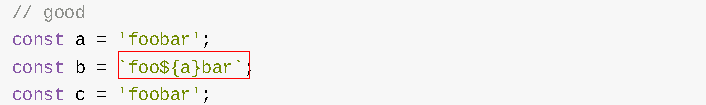 // good
const a = 'foobar';
const b = `foo${a}bar`;
const c = 'foobar';